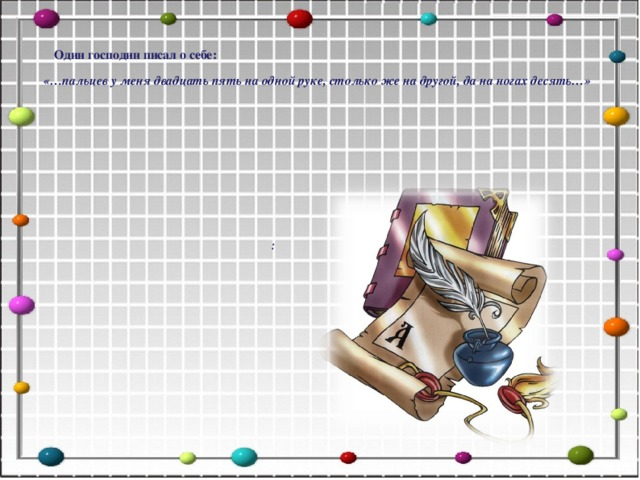 Один господин писал о себе:
«…пальцев у меня двадцать пять на одной руке, столько же на другой, да на ногах десять…»
:
А